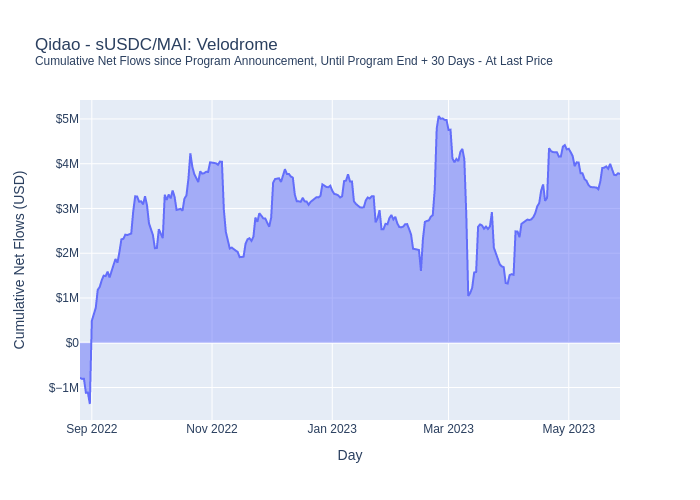 Qidao - sUSDC/MAI: Velodrome
Cumulative Net Flows since Program Announcement, Until Program End + 30 Days - At Last Price
Cumulative Net Flows (USD)
$5M
$4M
$3M
$2M
$1M
$0
$−1M
Sep 2022
Nov 2022
Jan 2023
Mar 2023
May 2023
Day